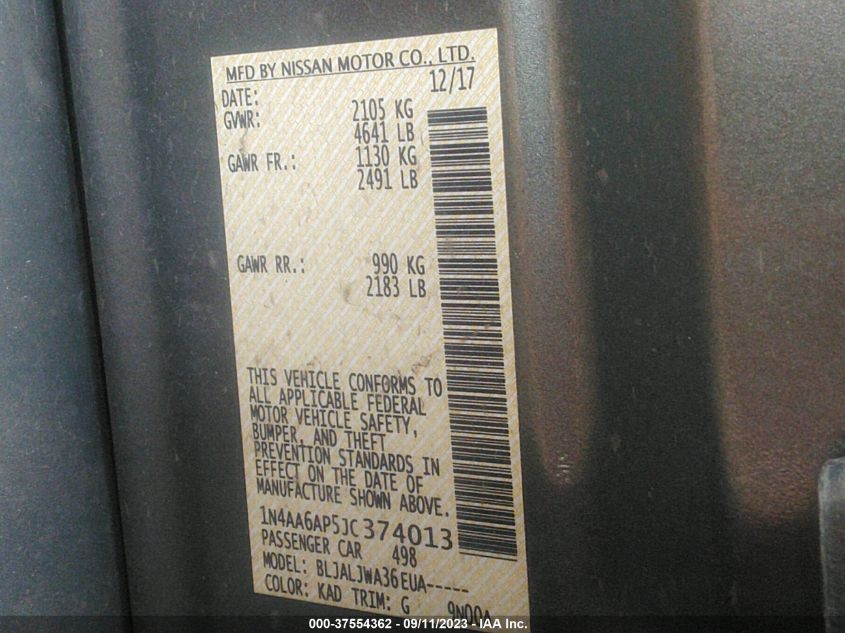 MFD BY NISSAN MOTOR CO., LTD.
DATE: 12/17
GVWR: 2105 KG
4641 LB
GAWR FR.: 1130 KG
2491 LB
GAWR RR.: 990 KG
2183 LB
THIS VEHICLE CONFORMS TO
ALL APPLICABLE FEDERAL
MOTOR VEHICLE SAFETY,
BUMPER, AND THEFT
PREVENTION STANDARDS IN
EFFECT ON THE DATE OF
MANUFACTURE SHOWN ABOVE.
1N4AA6AP5JC374013
PASSENGER CAR 498
MODEL: BLJALJWA36EUA-----
COLOR: KAD TRIM: G
000-37554362 - 09/11/2023 - IAA Inc.